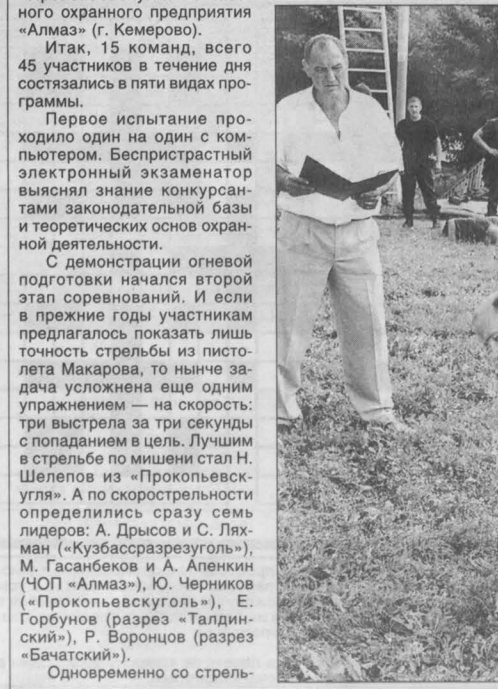 ного охранного предприятия
«Алмаз» (г. Кемерово).
Итак, 15 команд, всего
45 участников в течение дня
состязались в пяти видах про-
граммы.
Первое испытание про-
ходило один на один с ком-
пьютером. Беспристрастный
электронный экзаменатор
выяснял знание конкурсан-
тами законодательной базы
и теоретических основ охран-
ной деятельности.
С демонстрации огневой
подготовки начался второй
этап соревнований. И если
в прежние годы участникам
предлагалось показать лишь
точность стрельбы из писто-
лета Макарова, то нынче за-
дача усложнена еще одним
упражнением — на скорость:
три выстрела за три секунды
с попаданием в цель. Лучшим
в стрельбе по мишени стал Н.
Шелепов из «Прокопьевск-
угля». А по скорострельности
определились сразу семь
лидеров: А. Дрысов и С. Лях-
ман («Кузбассразрезуголь»),
М. Гасанбеков и А. Апенкин
(ЧОП «Алмаз»), Ю. Черников
(«Прокопьевскуголь»), Е.
Горбунов (разрез «Талдин-
ский»), Р. Воронцов (разрез
«Бачатский»).
Одновременно со стрель-